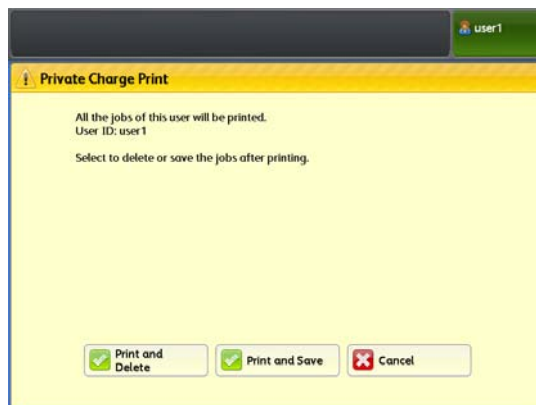 user1
Private Charge Print
All the jobs of this user will be printed.
User ID: user1
Select to delete or save the jobs after printing.
Print and
Delete
Print and Save
Cancel